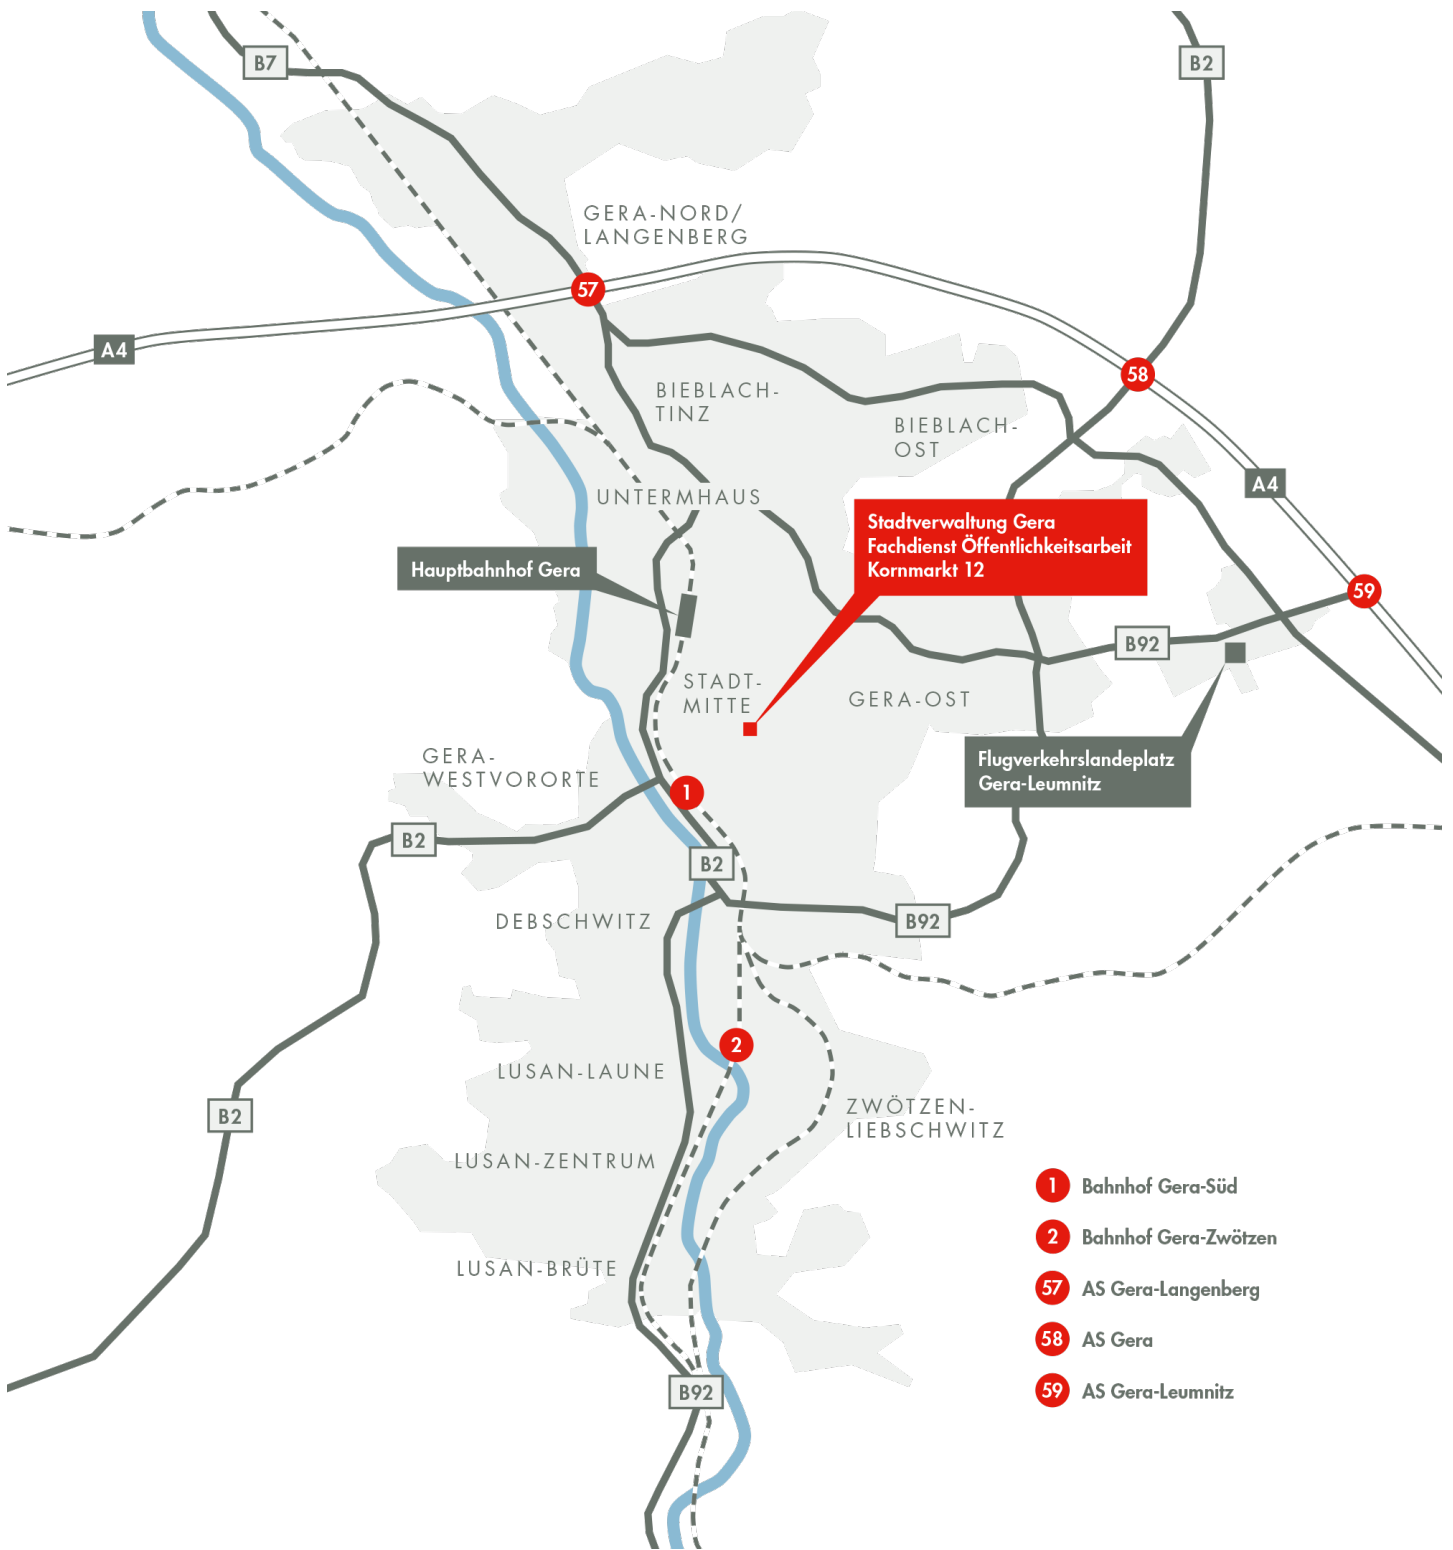 B7
B2
GERA-NORD/
LANGENBERG
57
A4
58
BIEBLACH-
TINZ
BIEBLACH-
OST
A4
UNTERMHAUS
Stadtverwaltung Gera
Fachdienst Öffentlichkeitsarbeit
Kornmarkt 12
Hauptbahnhof Gera
59
B92
STADT-
MITTE
GERA-OST
GERA-
WESTVORORTE
Flugverkehrslandeplatz
Gera-Leumnitz
1
B2
B2
DEBSCHWITZ
B92
2
LUSAN-LAUNE
B2
ZWÖTZEN-
LIEBSCHWITZ
LUSAN-ZENTRUM
LUSAN-BRÜTE
B92
1 Bahnhof Gera-Süd
2 Bahnhof Gera-Zwötzen
57 AS Gera-Langenberg
58 AS Gera
59 AS Gera-Leumnitz